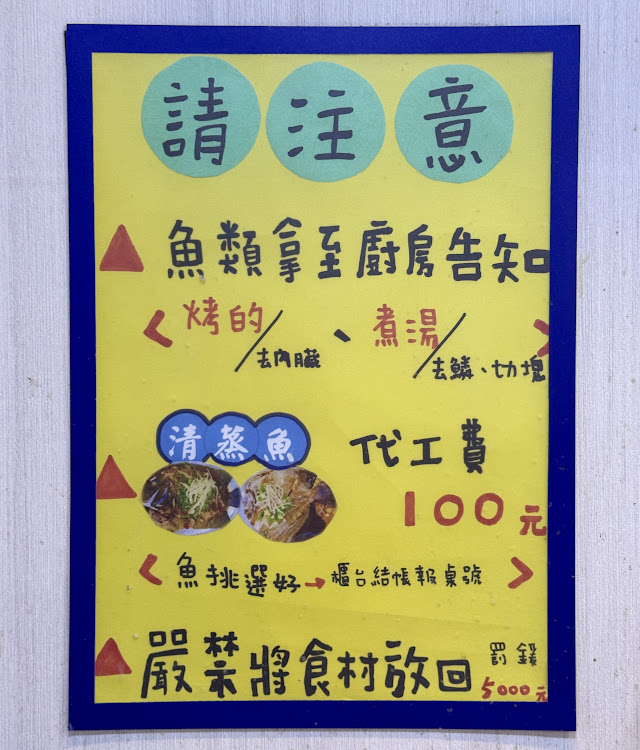 請注意
魚類拿至廚房告知
烤的/去內臟、煮湯/去鱗、切塊
清蒸魚 代工費
100元
魚挑選好→櫃台結帳報桌號
嚴禁將食材放回 罰錢
5000元